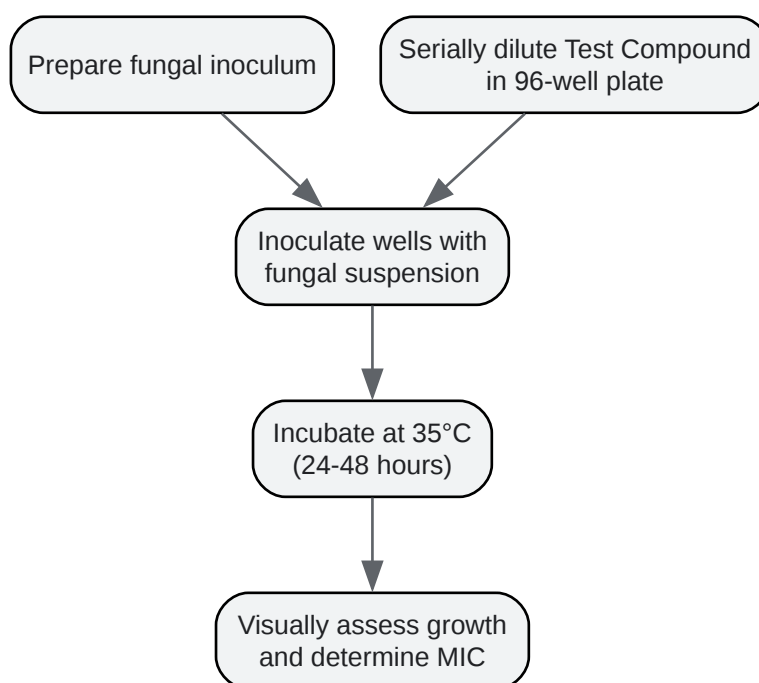 Prepare fungal inoculum
Serially dilute Test Compound
in 96-well plate
Inoculate wells with
fungal suspension
Incubate at 35°C
(24-48 hours)
Visually assess growth
and determine MIC